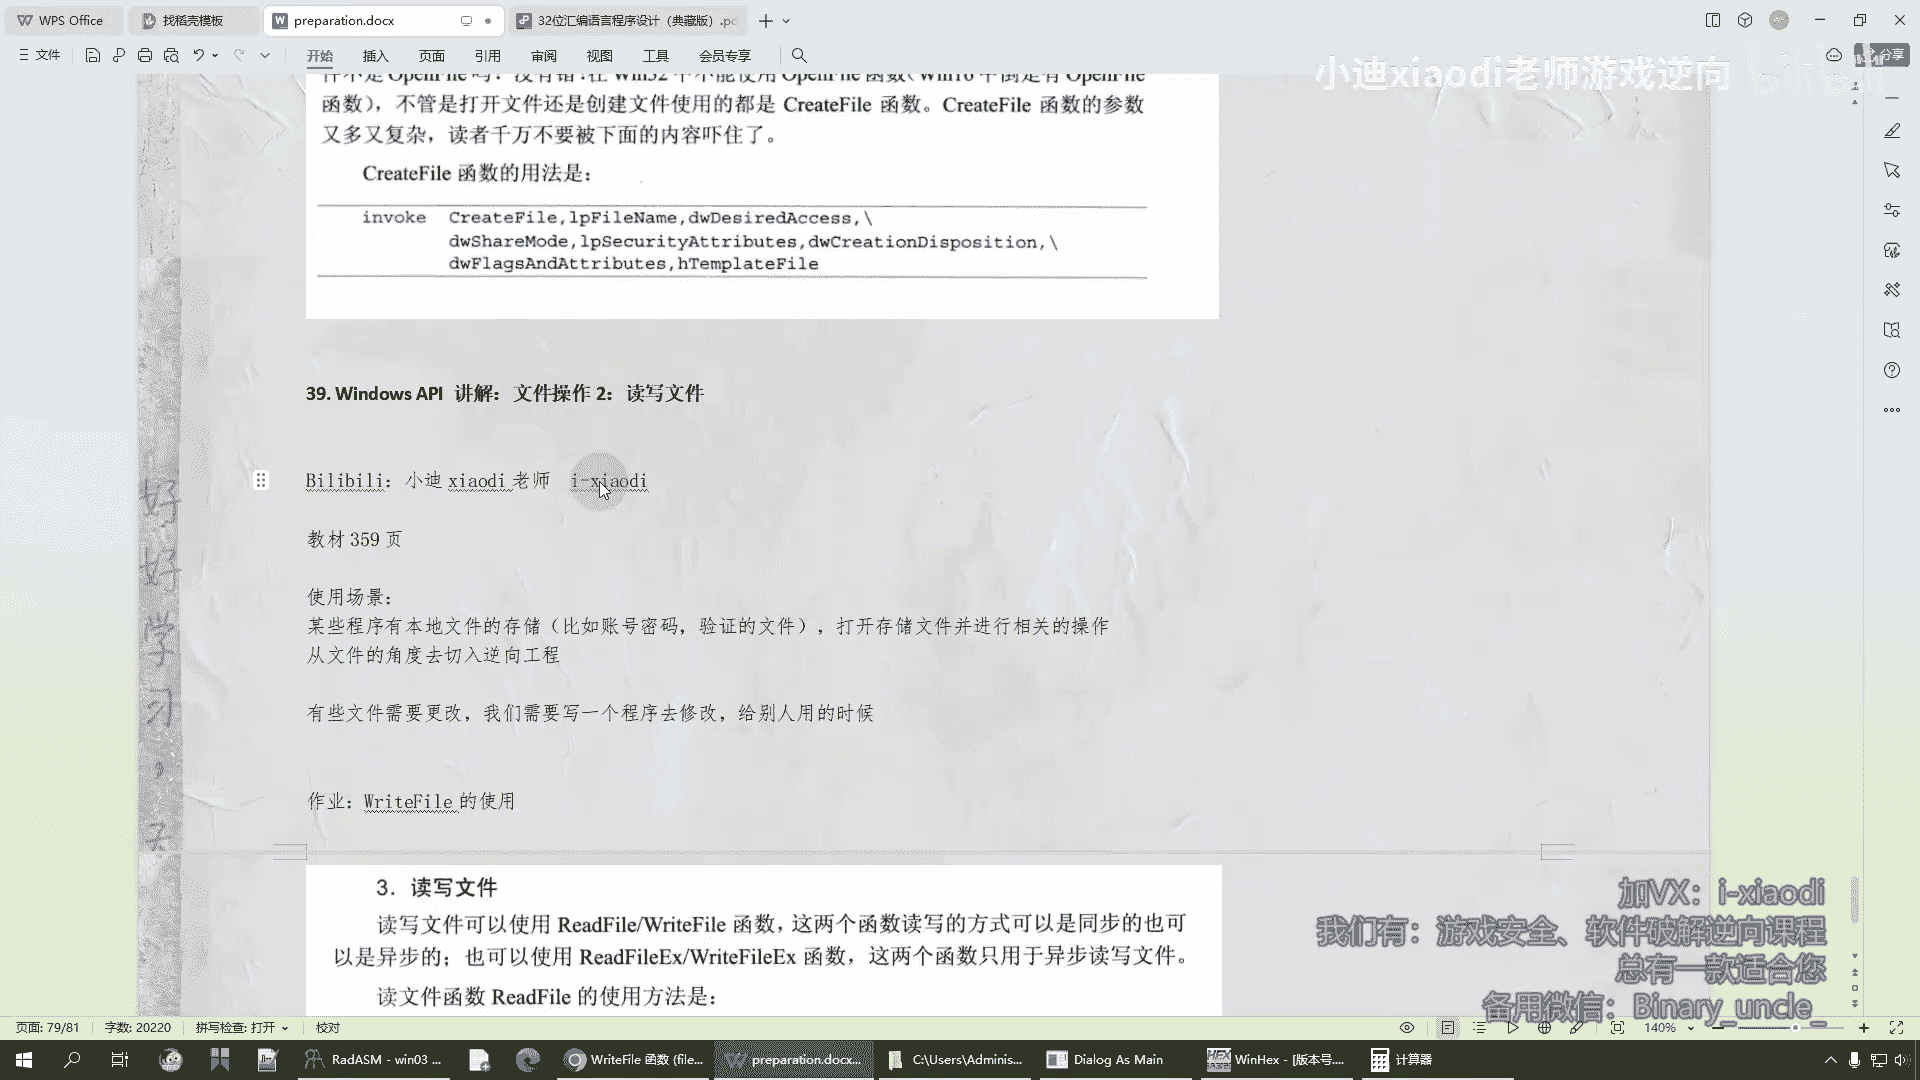 WPS Office
找稻壳模板
preparation.docx
32位汇编语言程序设计（典藏版）.pd
文件
开始
插入
页面
引用
审阅
视图
工具
会员专享
分享
小迪xiaodi老师游戏逆向
函数），不管是打开文件还是创建文件使用的都是 CreateFile 函数。CreateFile 函数的参数
又多又复杂，读者千万不要被下面的内容吓住了。
CreateFile 函数的用法是：
invoke CreateFile,lpFileName,dwDesiredAccess,\
dwShareMode,lpSecurityAttributes,dwCreationDisposition,\
dwFlagsAndAttributes,hTemplateFile
39. Windows API 讲解：文件操作 2：读写文件
Bilibili：小迪 xiaodi 老师 i-xiaodi
教材 359 页
使用场景：
某些程序有本地文件的存储（比如账号密码，验证的文件），打开存储文件并进行相关的操作
从文件的角度去切入逆向工程
有些文件需要更改，我们需要写一个程序去修改，给别人用的时候
作业：WriteFile 的使用
好好学习，
3. 读写文件
读写文件可以使用 ReadFile/WriteFile 函数，这两个函数读写的方式可以是同步的也可
以是异步的；也可以使用 ReadFileEx/WriteFileEx 函数，这两个函数只用于异步读写文件。
读文件函数 ReadFile 的使用方法是：
加VX：i-xiaodi
我们有：游戏安全、软件破解逆向课程
总有一款适合您
备用微信：Binary_uncle_
页面: 79/81
字数: 20220
拼写检查: 打开
校对
140%
RadASM - win03 ...
WriteFile 函数 (file...
preparation.docx...
C:\Users\Adminis...
Dialog As Main
WinHex - [版本号....
计算器